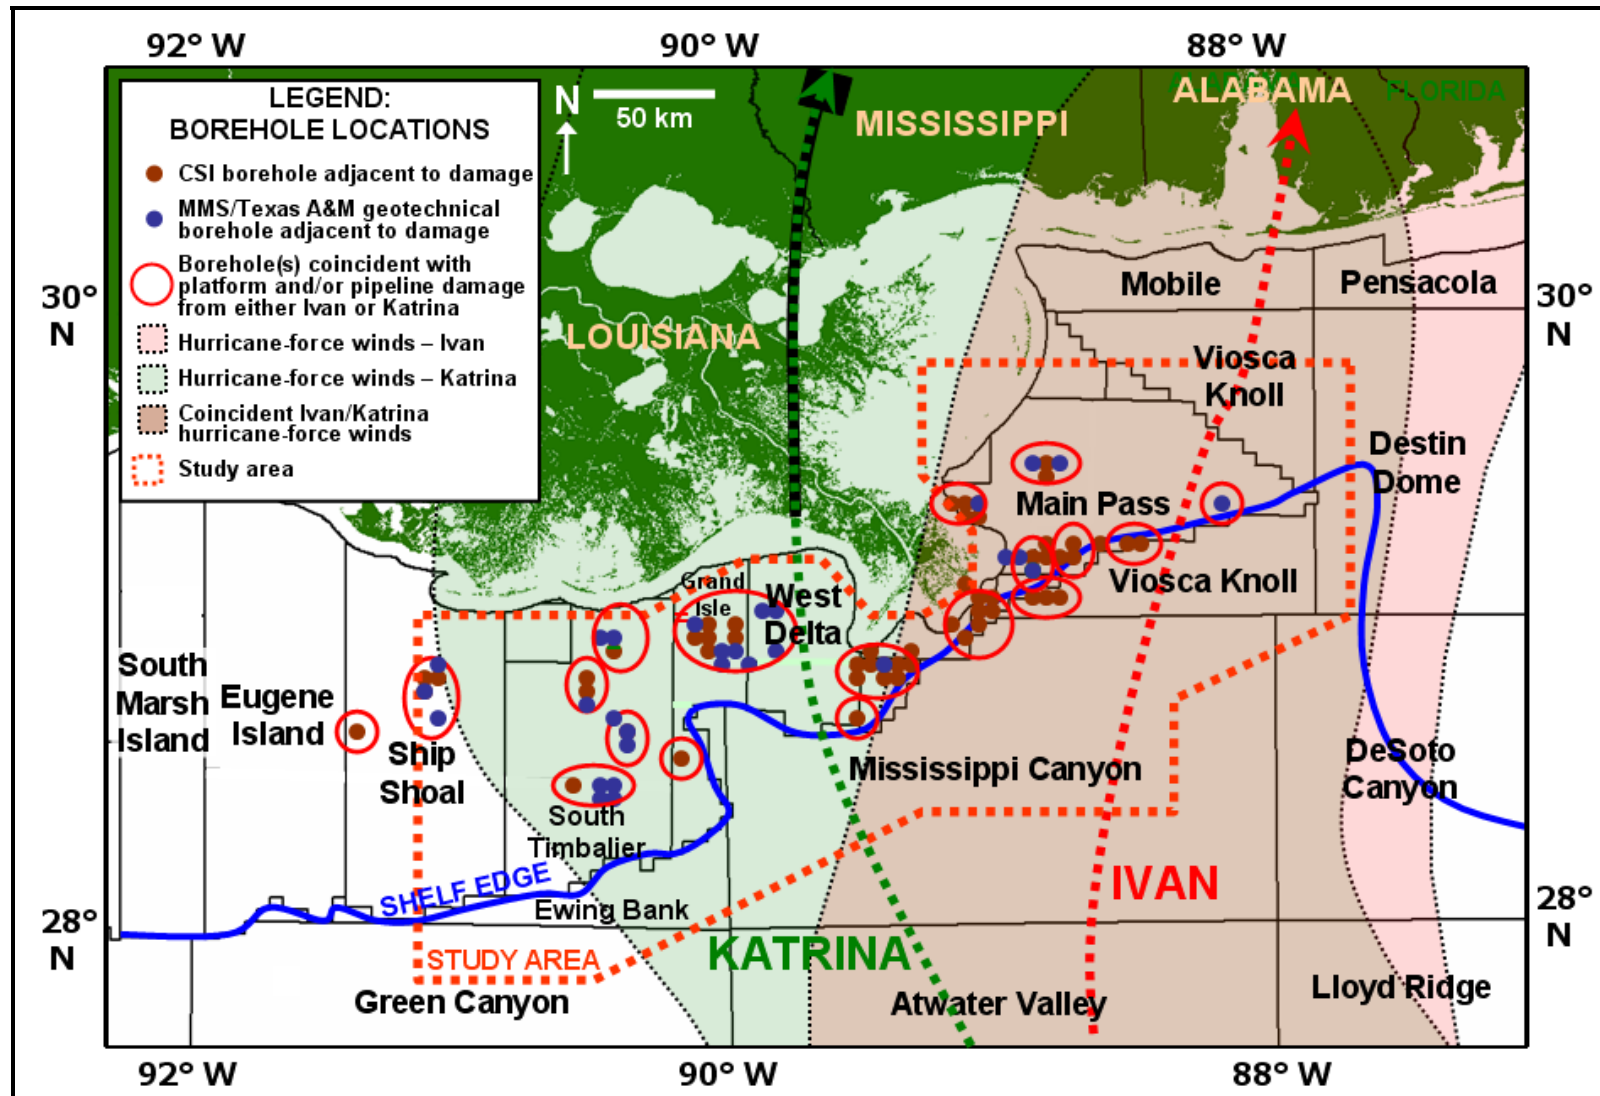 92° W
90° W
88° W
LEGEND:
BOREHOLE LOCATIONS
CSI borehole adjacent to damage
MMS/Texas A&M geotechnical
borehole adjacent to damage
Borehole(s) coincident with
platform and/or pipeline damage
from either Ivan or Katrina
Hurricane-force winds – Ivan
Hurricane-force winds – Katrina
Coincident Ivan/Katrina
hurricane-force winds
Study area
N
50 km
MISSISSIPPI
ALABAMA
FLORIDA
LOUISIANA
30°
N
30°
N
Mobile
Pensacola
Viosca
Knoll
Destin
Dome
Main Pass
Viosca Knoll
Grand
Isle
West
Delta
South
Marsh
Island
Eugene
Island
Ship
Shoal
South
Timbalier
Mississippi Canyon
DeSoto
Canyon
SHELF EDGE
Ewing Bank
IVAN
KATRINA
28°
N
28°
N
STUDY AREA
Green Canyon
Atwater Valley
Lloyd Ridge
92° W
90° W
88° W